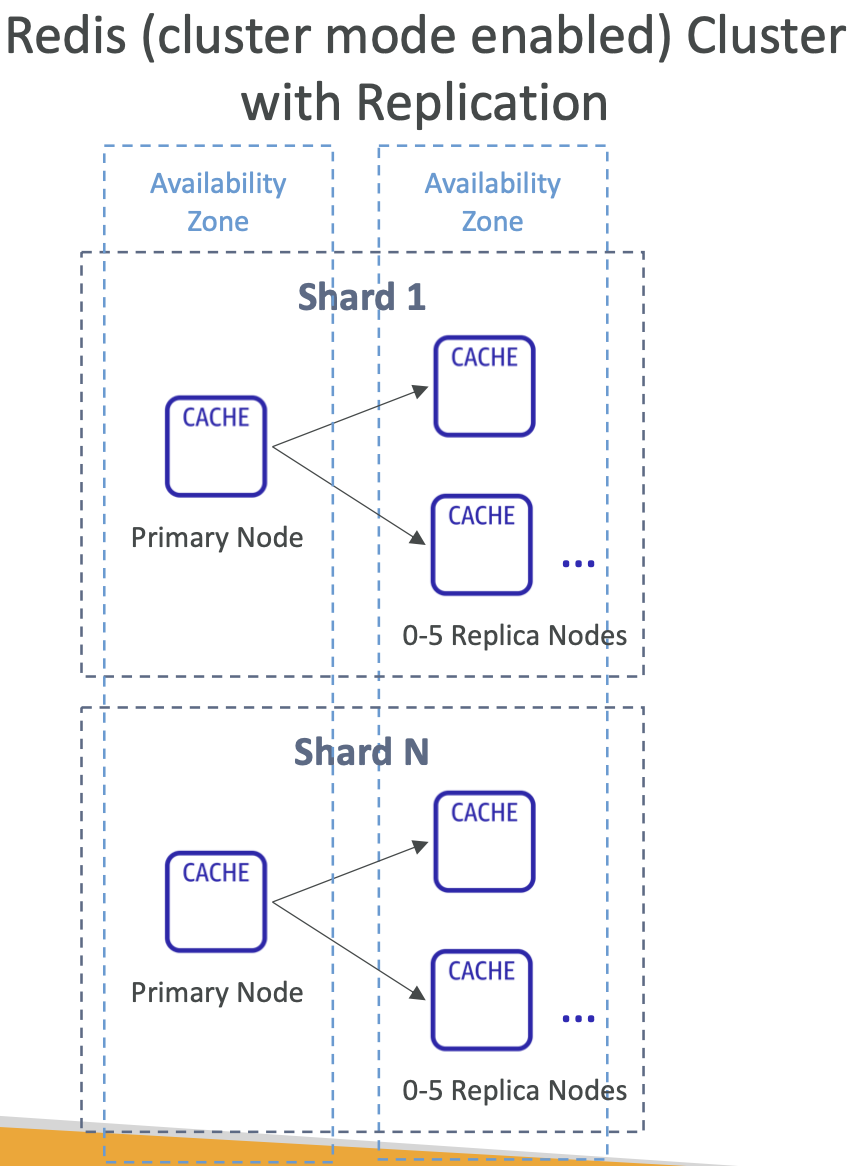 Redis (cluster mode enabled) Cluster
with Replication
Availability
Zone
Availability
Zone
Shard 1
CACHE
CACHE
Primary Node
CACHE
...
0-5 Replica Nodes
Shard N
CACHE
CACHE
Primary Node
CACHE
...
0-5 Replica Nodes